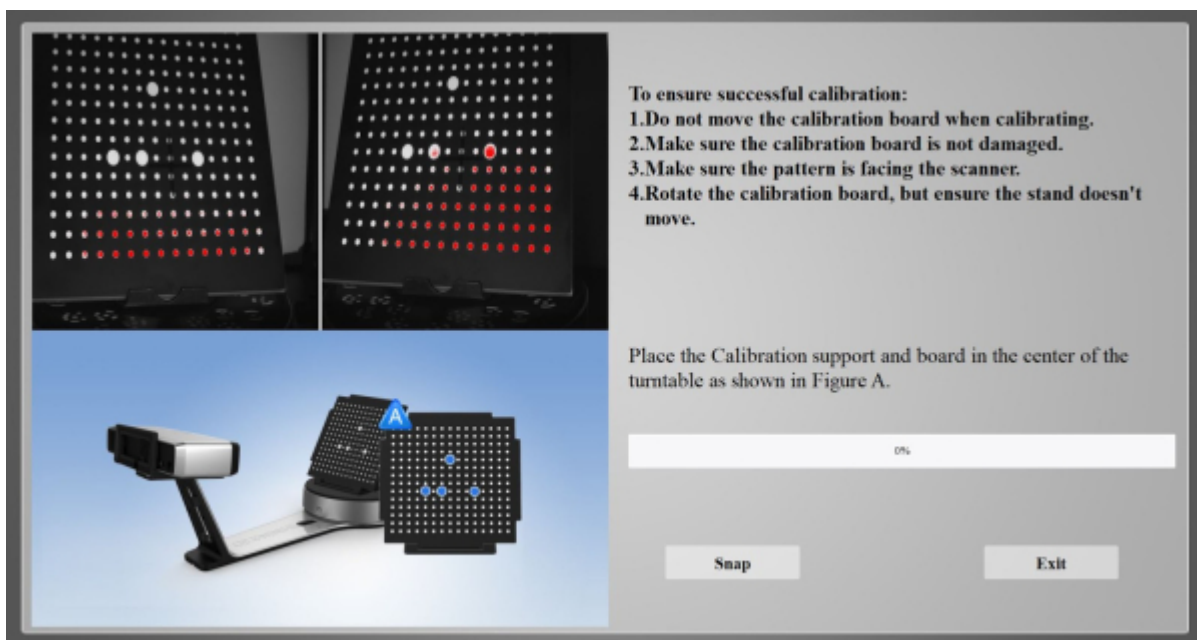 To ensure successful calibration:
1.Do not move the calibration board when calibrating.
2.Make sure the calibration board is not damaged.
3.Make sure the pattern is facing the scanner.
4.Rotate the calibration board, but ensure the stand doesn't
move.
Place the Calibration support and board in the center of the
turntable as shown in Figure A.
A
0%
Snap
Exit